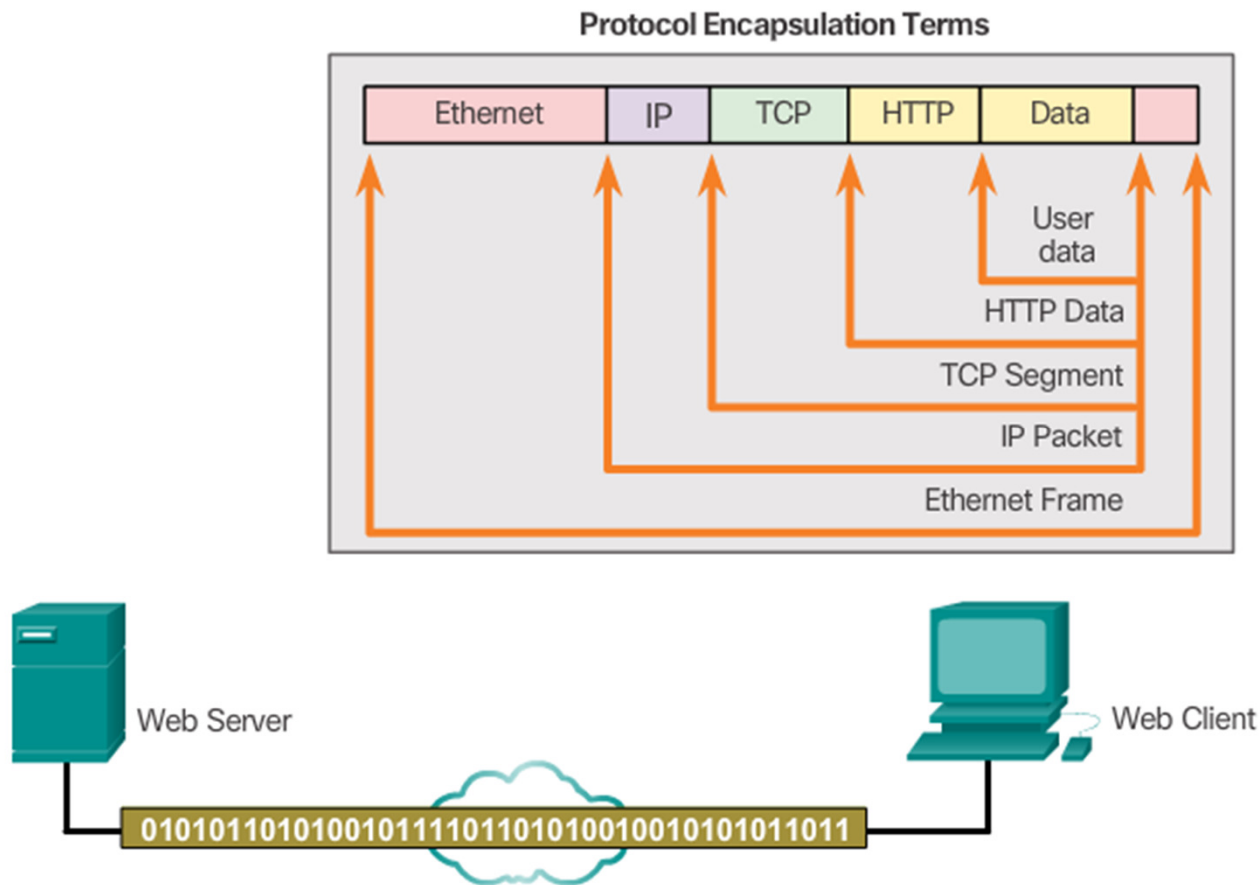 Protocol Encapsulation Terms
Ethernet IP TCP HTTP Data
User
data
HTTP Data
TCP Segment
IP Packet
Ethernet Frame
Web Server
Web Client
010101101010010111101101010010010101011011